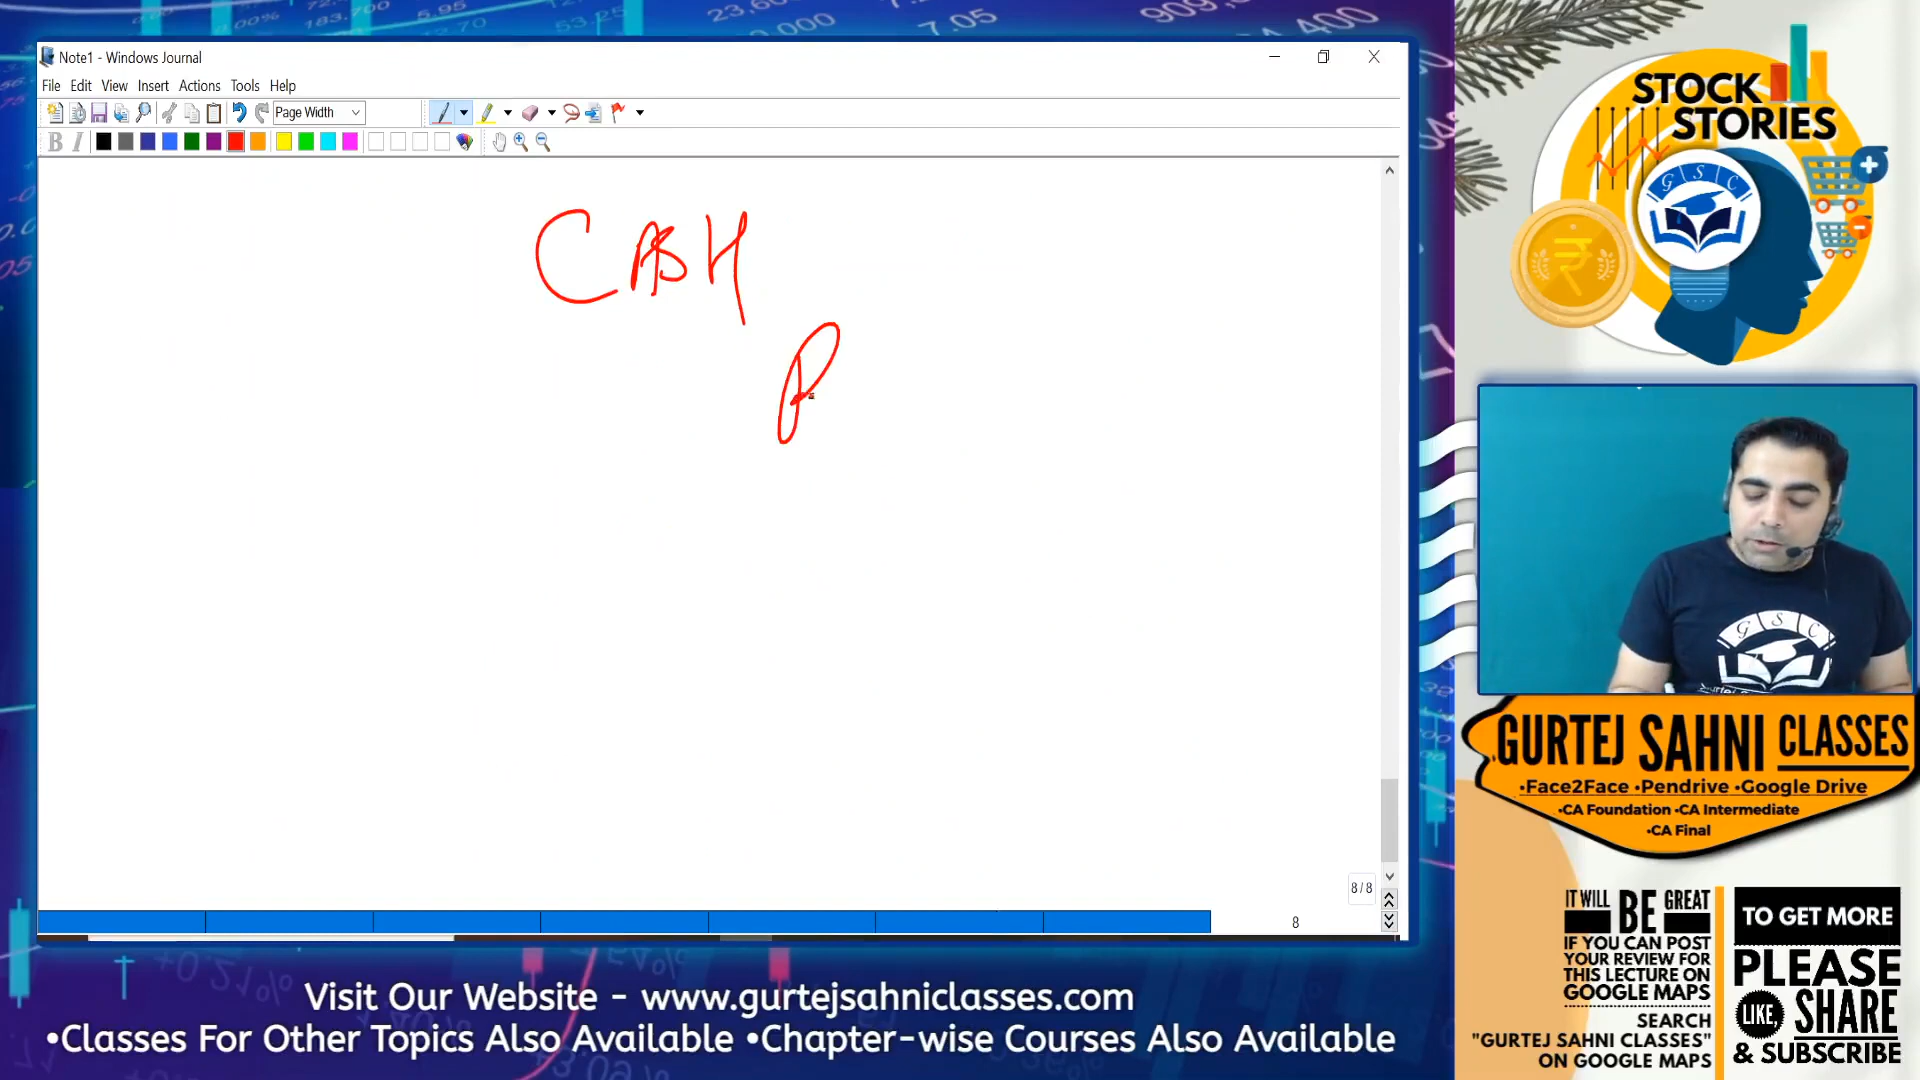 Note1 - Windows Journal
File Edit View Insert Actions Tools Help
Page Width
B I
CASH
P
8 / 8
8
STOCK
STORIES
G S C
G S C
GURTEJ SAHNI CLASSES
•Face2Face •Pendrive •Google Drive
•CA Foundation •CA Intermediate
•CA Final
IT WILL BE GREAT
IF YOU CAN POST
YOUR REVIEW FOR
THIS LECTURE ON
GOOGLE MAPS
SEARCH
"GURTEJ SAHNI CLASSES"
ON GOOGLE MAPS
TO GET MORE
PLEASE
LIKE, SHARE
& SUBSCRIBE
Visit Our Website - www.gurtejsahniclasses.com
•Classes For Other Topics Also Available •Chapter-wise Courses Also Available